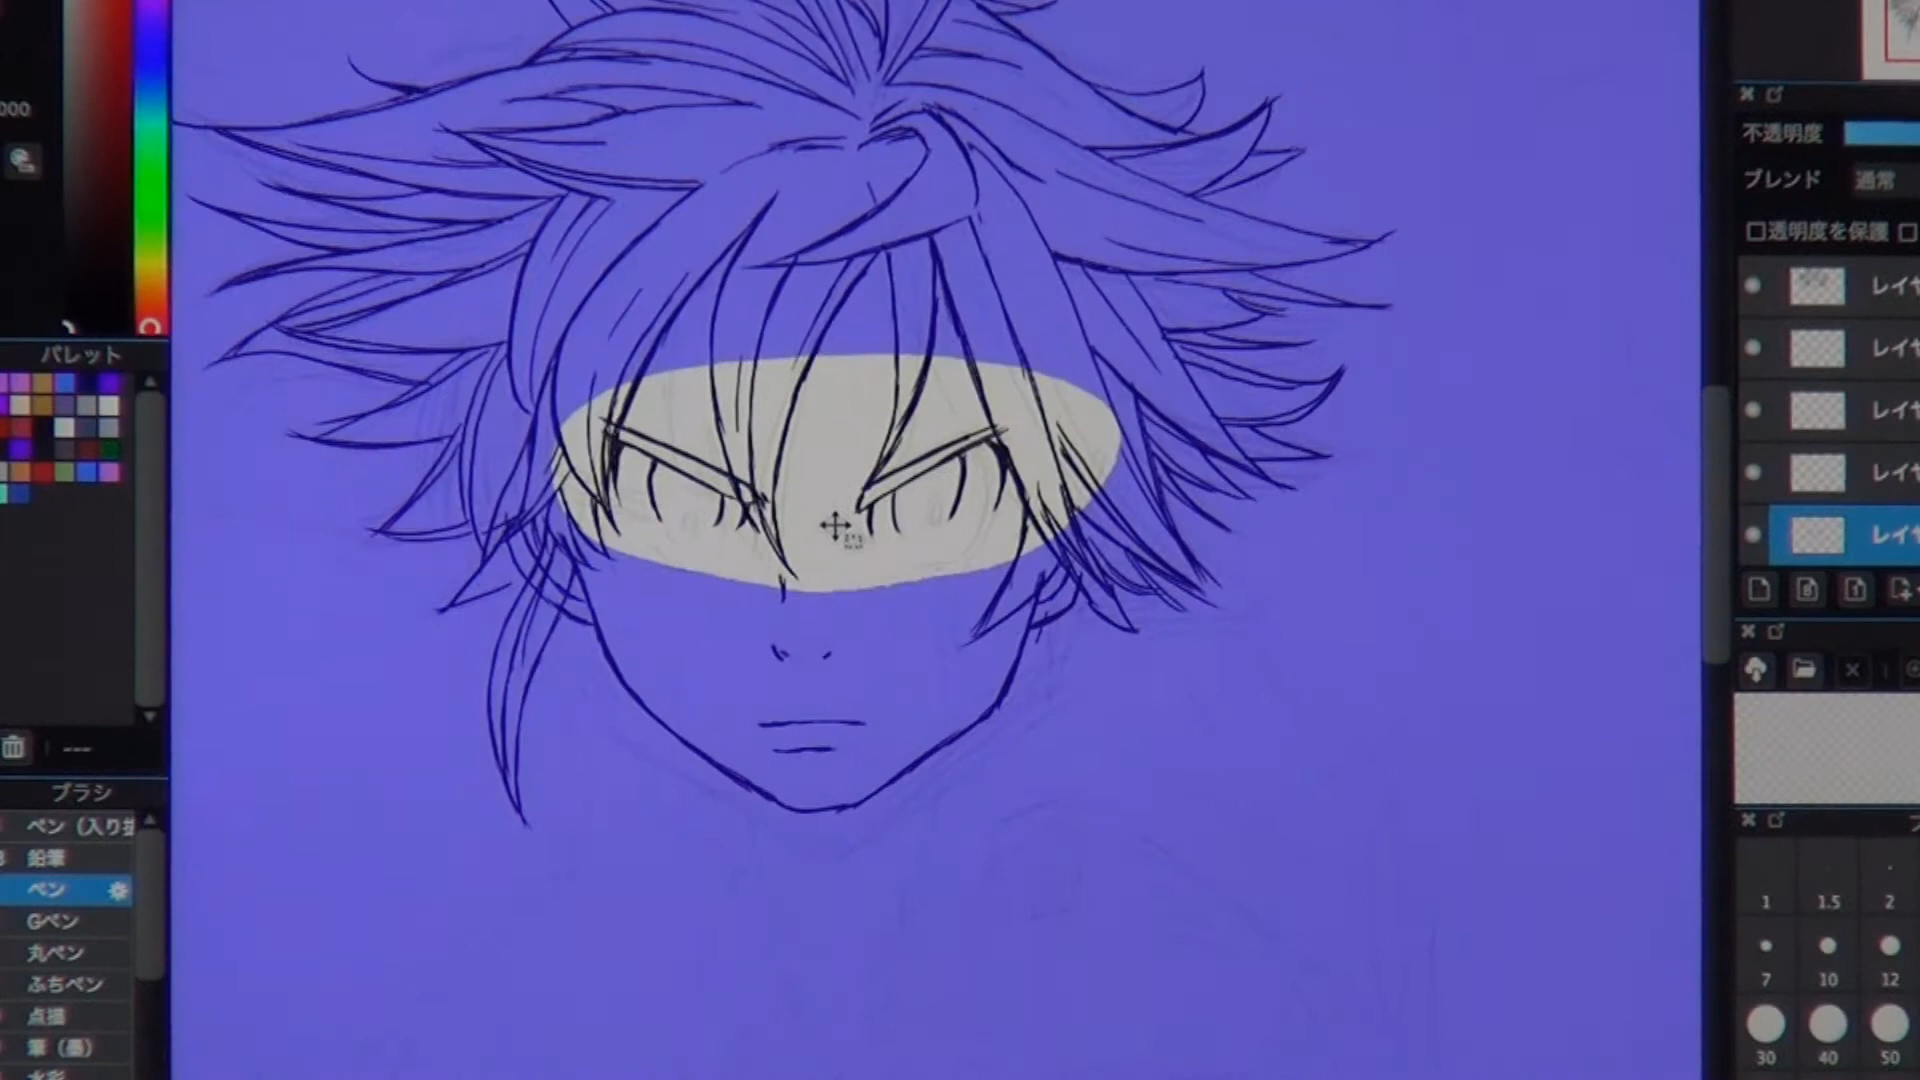 000
パレット
---
ブラシ
ペン（入り抜
鉛筆
ペン
Gペン
丸ペン
ふちペン
点描
筆（墨）
水彩
不透明度
ブレンド 通常
透明度を保護
レイヤ
レイヤ
レイヤ
レイヤ
レイヤ
1 1.5 2
7 10 12
30 40 50